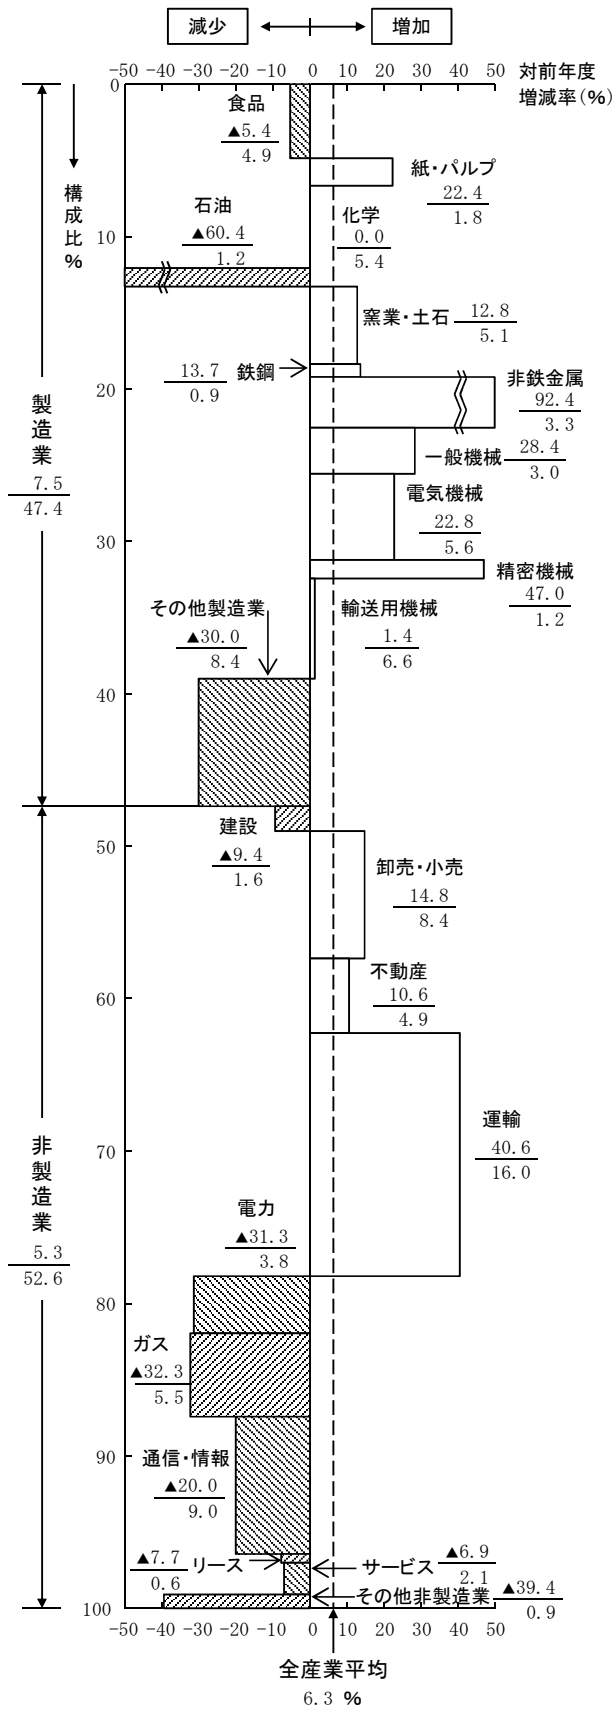 減少 増加
-50 -40 -30 -20 -10 0 10 20 30 40 50 対前年度
増減率(%)
0
構成比%
食品
▲5.4
4.9
紙・パルプ
22.4
1.8
石油
▲60.4
1.2
化学
0.0
5.4
10
窯業・土石 12.8
5.1
13.7 鉄鋼
0.9
20
非鉄金属
92.4
3.3
一般機械 28.4
3.0
電気機械
22.8
5.6
製造業
7.5
47.4
30
精密機械
47.0
1.2
その他製造業
▲30.0
8.4
輸送用機械
1.4
6.6
40
建設
▲9.4
1.6
50
卸売・小売
14.8
8.4
不動産
10.6
4.9
60
運輸
40.6
16.0
70
非製造業
5.3
52.6
電力
▲31.3
3.8
80
ガス
▲32.3
5.5
90
通信・情報
▲20.0
9.0
▲7.7 リース
0.6
サービス ▲6.9
2.1
その他非製造業 ▲39.4
0.9
100
-50 -40 -30 -20 -10 0 10 20 30 40 50
全産業平均
6.3 %